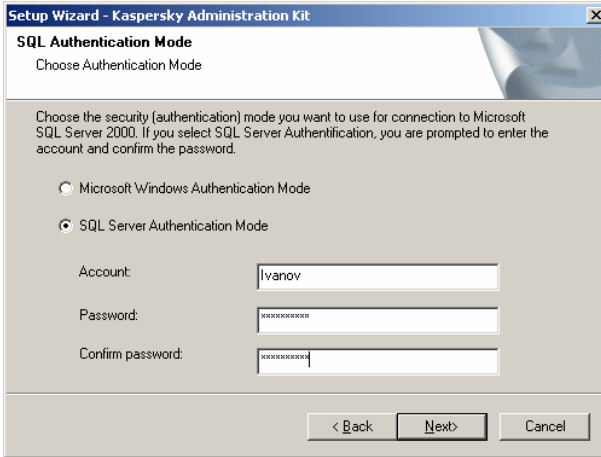 Setup Wizard - Kaspersky Administration Kit
SQL Authentication Mode
Choose Authentication Mode
Choose the security (authentication) mode you want to use for connection to Microsoft
SQL Server 2000. If you select SQL Server Authentification, you are prompted to enter the
account and confirm the password.
Microsoft Windows Authentication Mode
SQL Server Authentication Mode
Account:
Ivanov
Password:
**********
Confirm password:
**********
< Back
Next>
Cancel